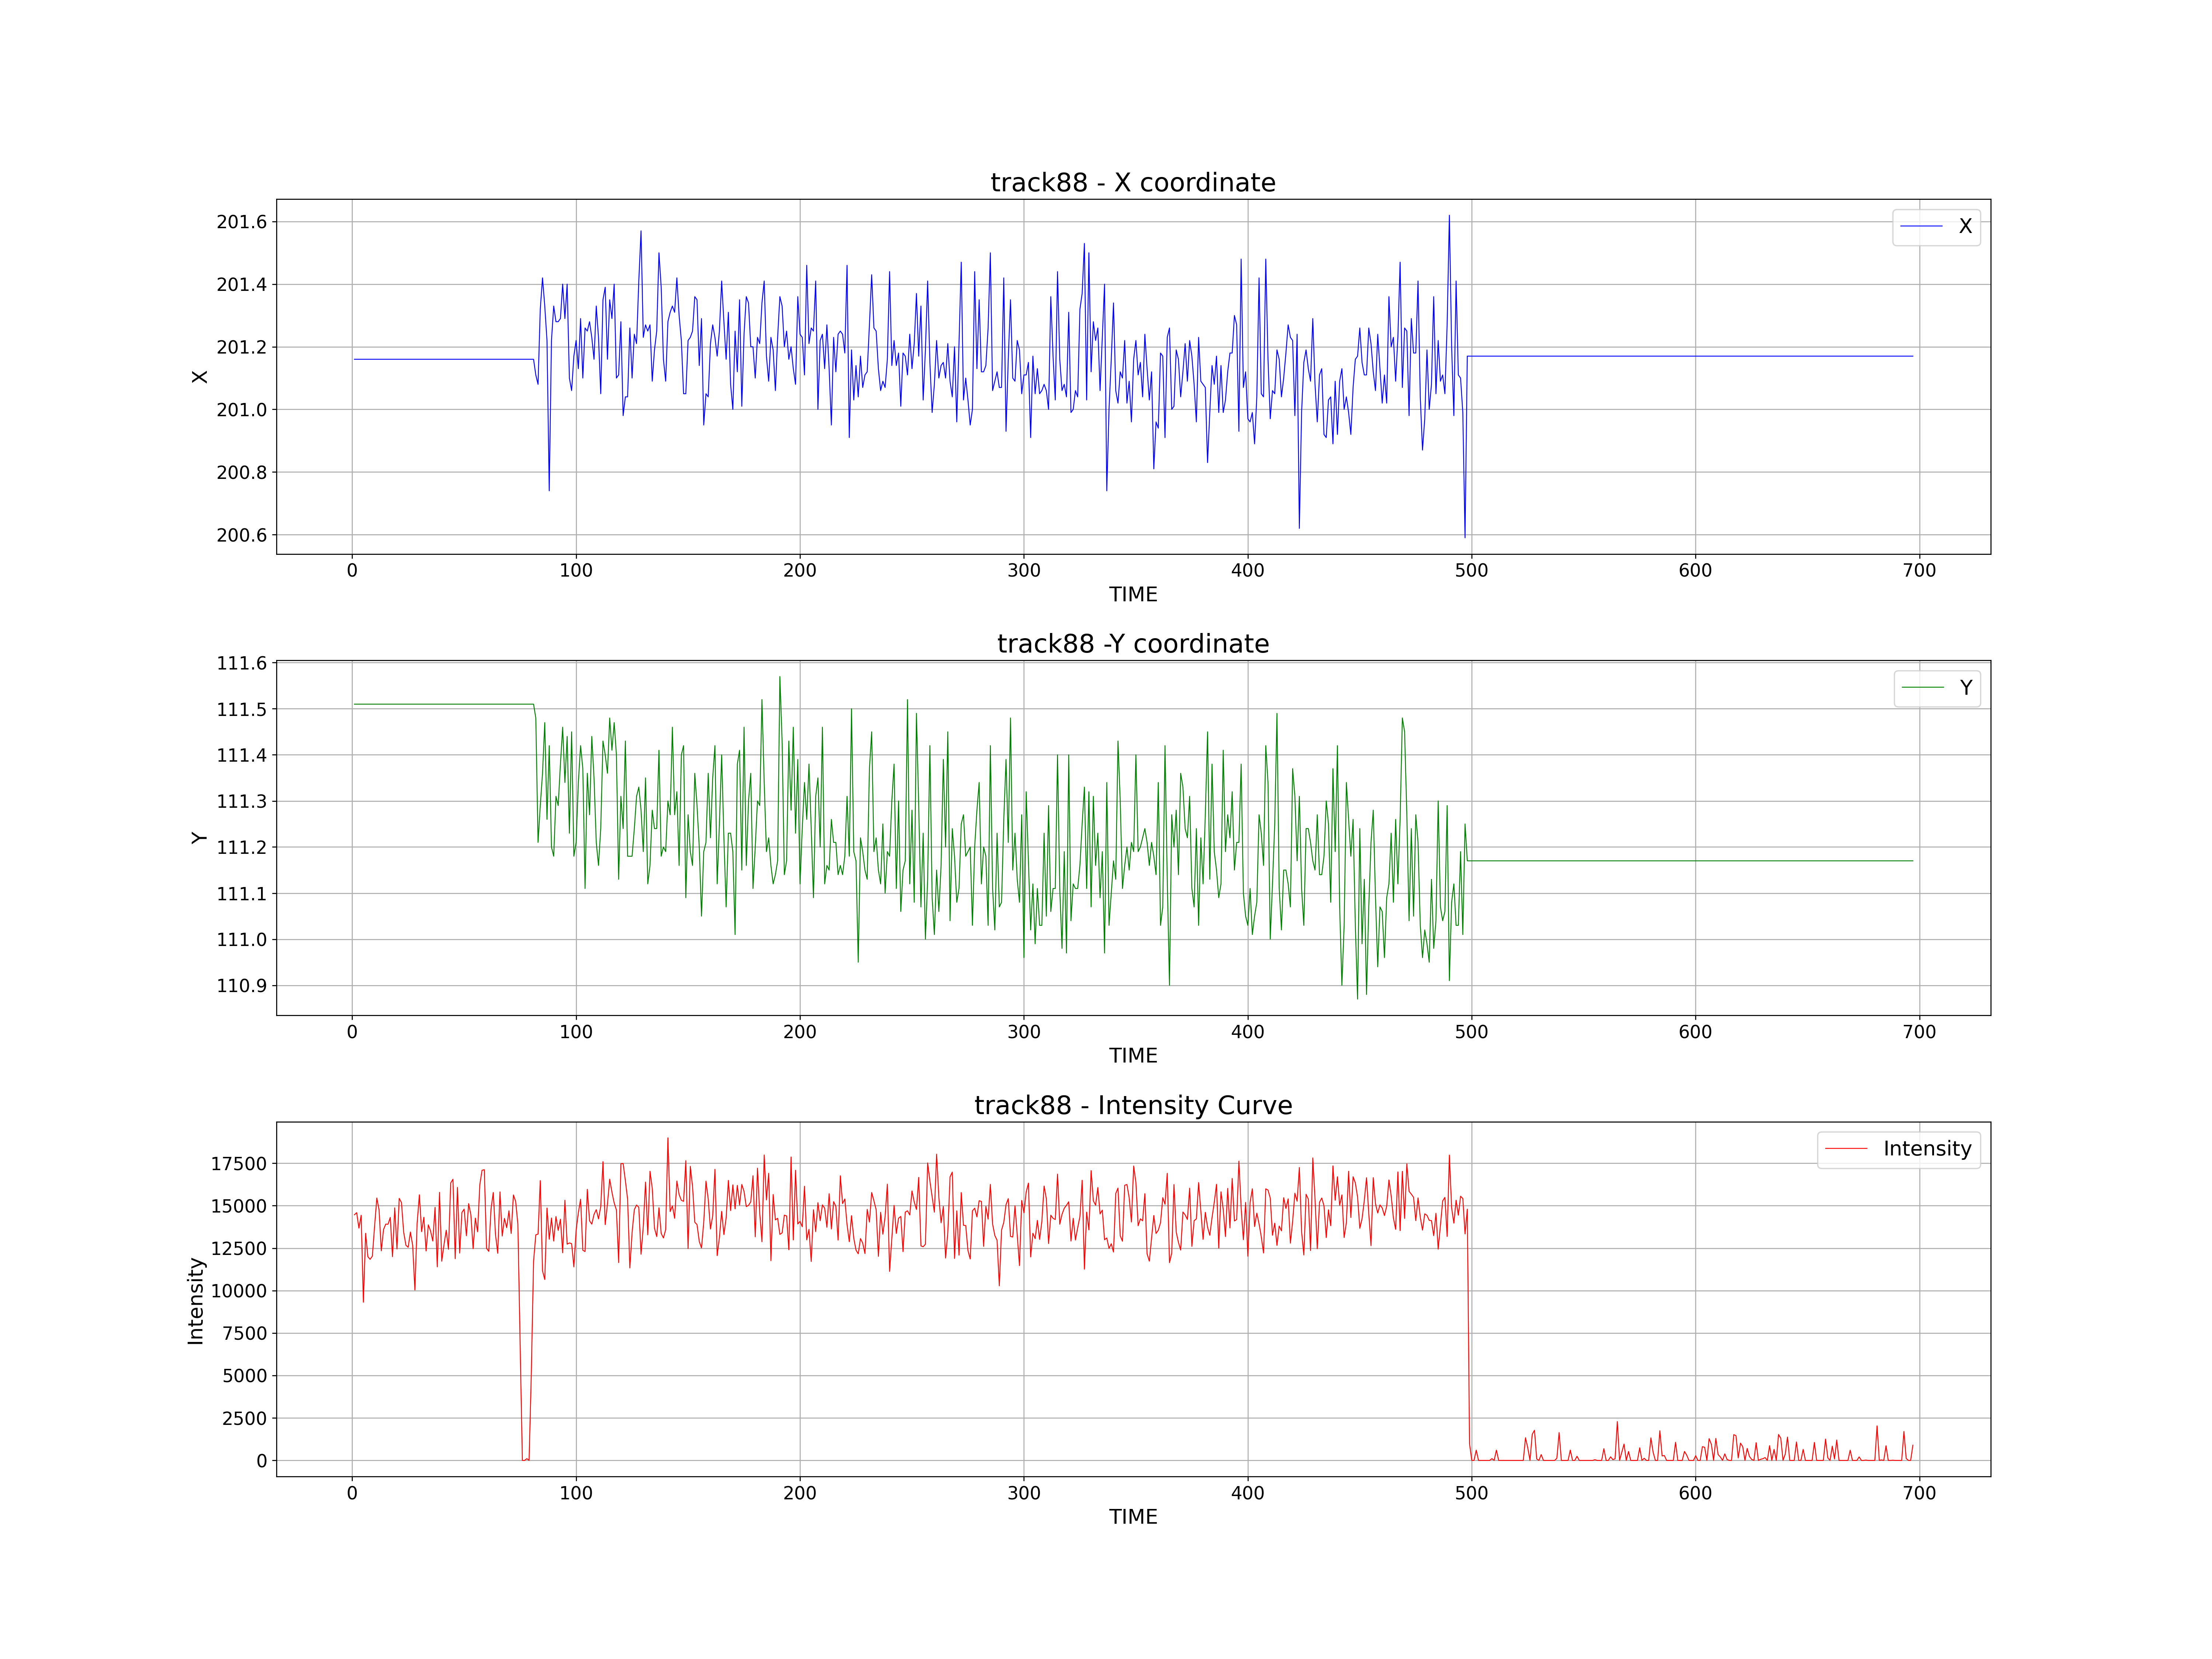 track88 - X coordinate
X
201.6
201.4
201.2
201.0
200.8
200.6
X
0 100 200 300 400 500 600 700
TIME
track88 -Y coordinate
Y
111.6
111.5
111.4
111.3
111.2
111.1
111.0
110.9
Y
0 100 200 300 400 500 600 700
TIME
track88 - Intensity Curve
Intensity
17500
15000
12500
10000
7500
5000
2500
0
Intensity
0 100 200 300 400 500 600 700
TIME